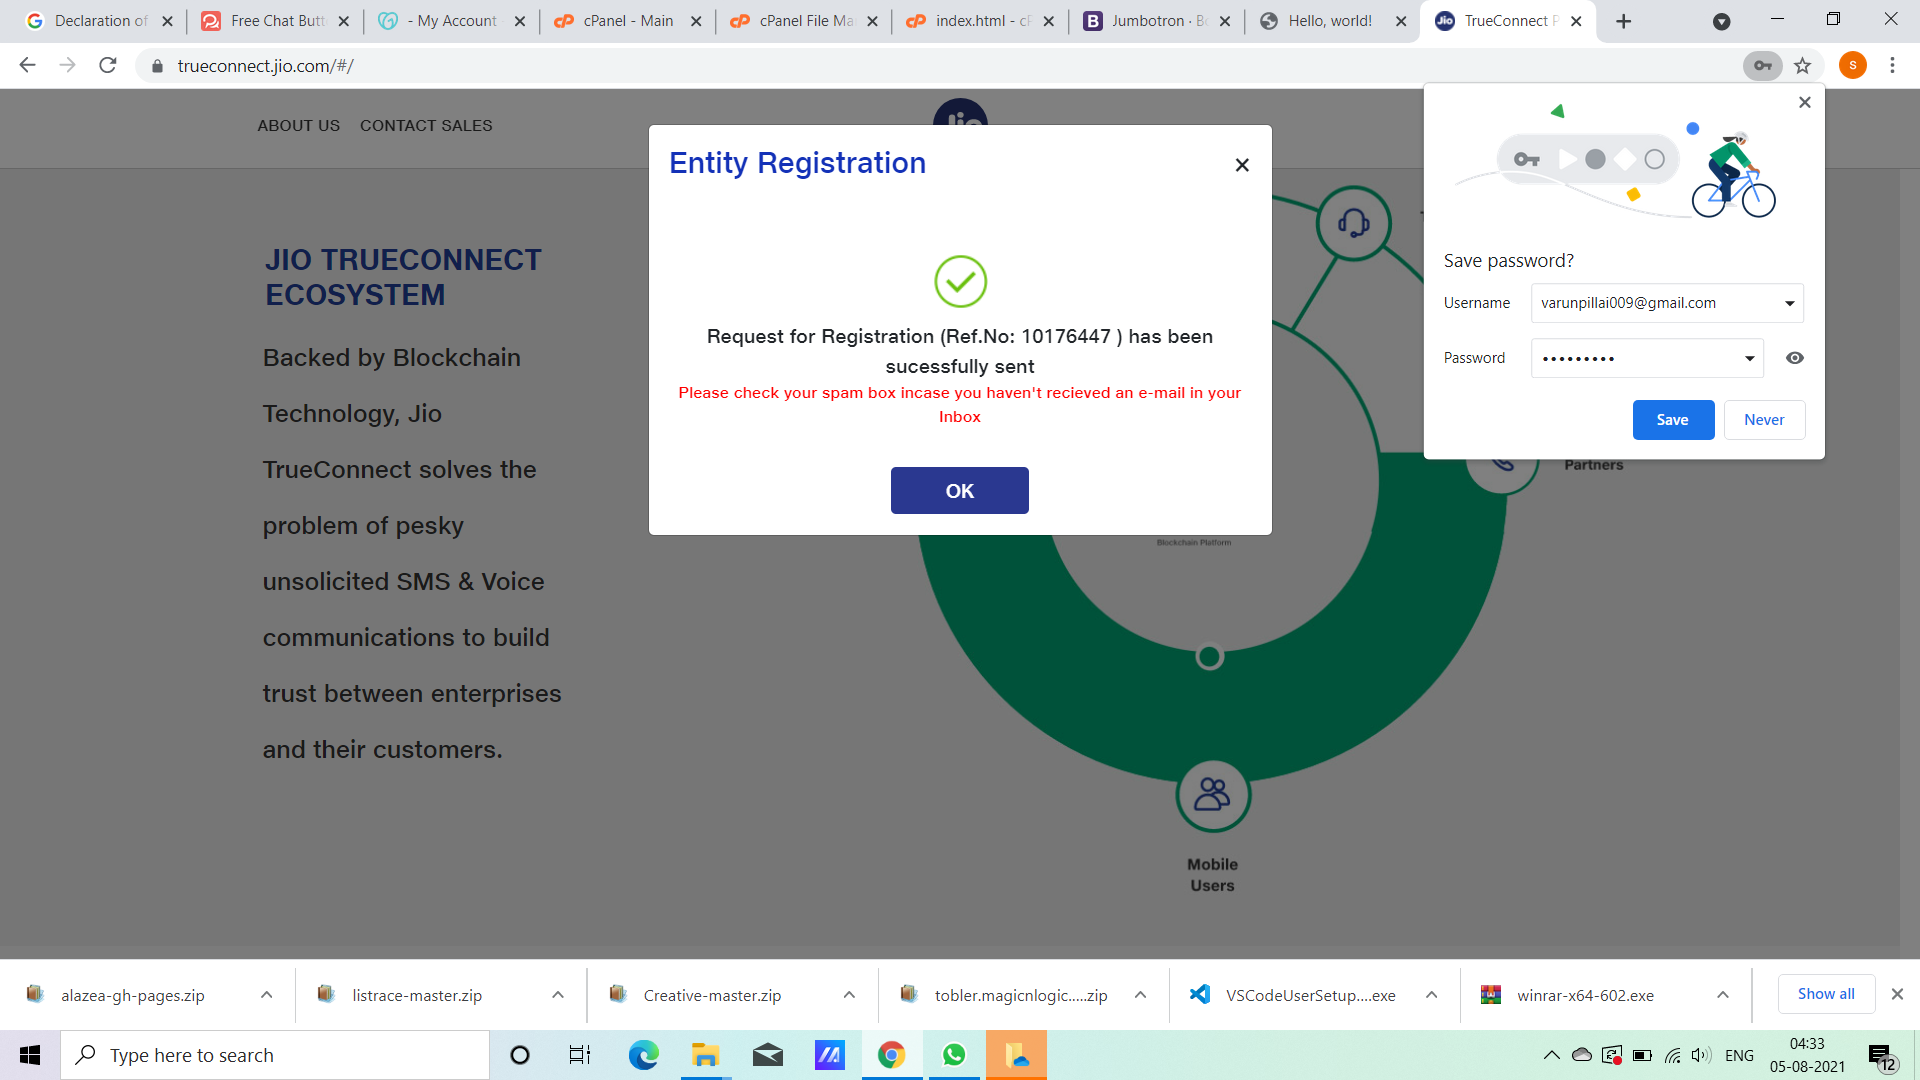 Declaration of
Free Chat Butt
- My Account
cPanel - Main
cPanel File Ma
index.html - cP
Jumbotron · Bo
Hello, world!
TrueConnect P
trueconnect.jio.com/#/
S
ABOUT US
CONTACT SALES
Jio
Entity Registration
Request for Registration (Ref.No: 10176447 ) has been
sucessfully sent
Please check your spam box incase you haven't recieved an e-mail in your
Inbox
OK
Save password?
Username
varunpillai009@gmail.com
Password
•••••••••
Save
Never
JIO TRUECONNECT
ECOSYSTEM
Backed by Blockchain
Technology, Jio
TrueConnect solves the
problem of pesky
unsolicited SMS & Voice
communications to build
trust between enterprises
and their customers.
Partners
Blockchain Platform
Mobile
Users
alazea-gh-pages.zip
listrace-master.zip
Creative-master.zip
tobler.magicnlogic.....zip
VSCodeUserSetup....exe
winrar-x64-602.exe
Show all
Type here to search
ENG
04:33
05-08-2021
12